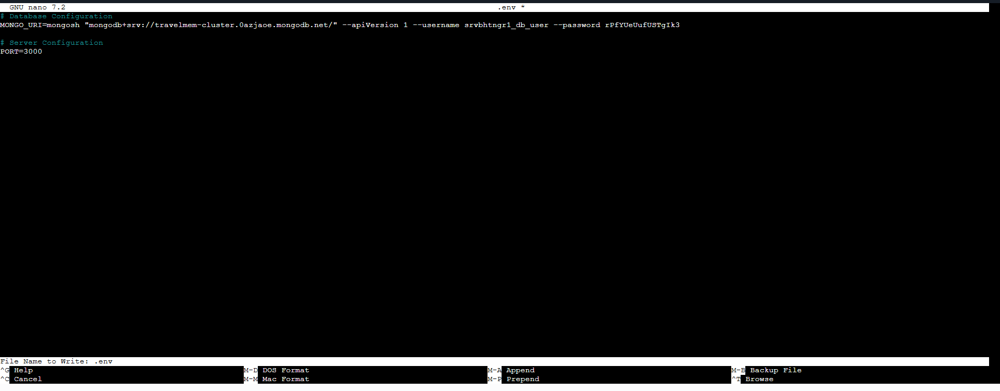 GNU nano 7.2 .env *
# Database Configuration
MONGO_URI=mongosh "mongodb+srv://travelmem-cluster.0azjaoe.mongodb.net/" --apiVersion 1 --username srvbhtngr1_db_user --password rPfYUeUufUSTgIk3
# Server Configuration
PORT=3000
File Name to Write: .env
^G Help M-D DOS Format M-A Append M-B Backup File
^C Cancel M-M Mac Format M-P Prepend ^T Browse